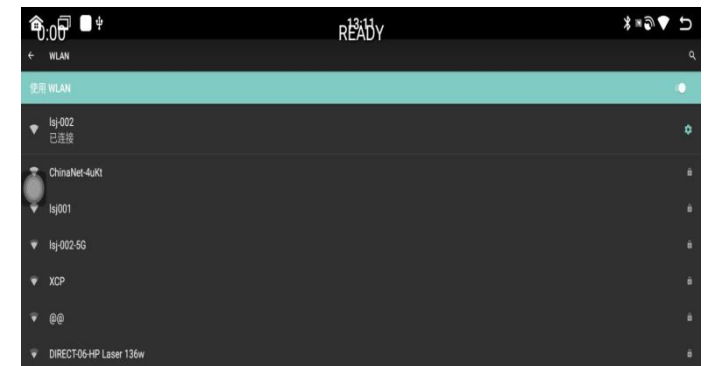 0:00
13:11
READY
WLAN
使用 WLAN
lsj-002
已连接
ChinaNet-4uKt
lsj001
lsj-002-5G
XCP
@@
DIRECT-06-HP Laser 136w